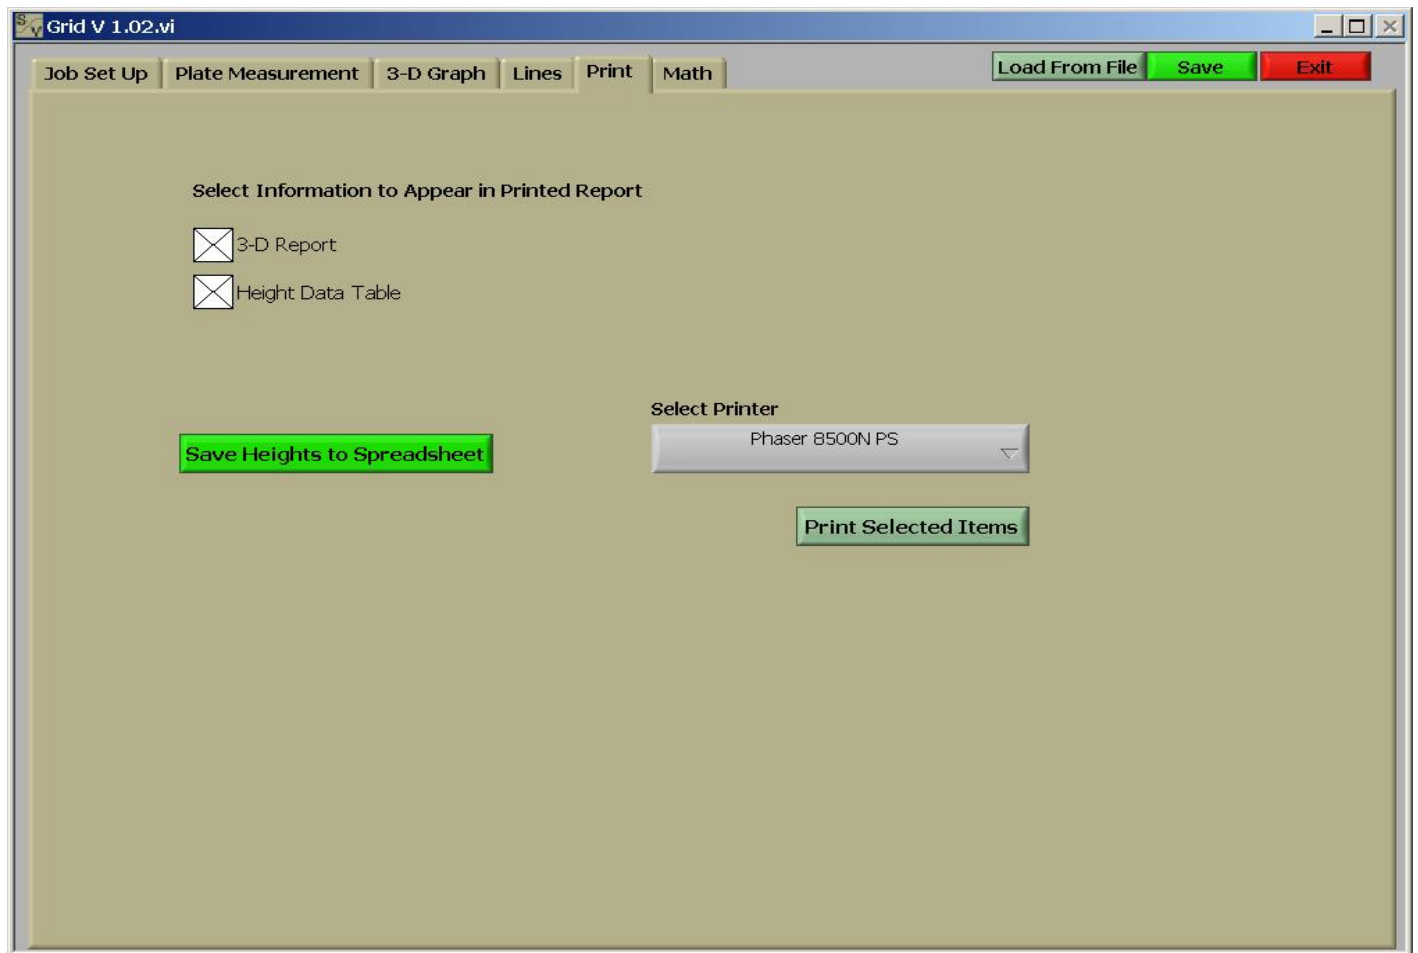 Grid V 1.02.vi
Job Set Up Plate Measurement 3-D Graph Lines Print Math Load From File Save Exit
Select Information to Appear in Printed Report
3-D Report
Height Data Table
Select Printer
Phaser 8500N PS
Save Heights to Spreadsheet
Print Selected Items